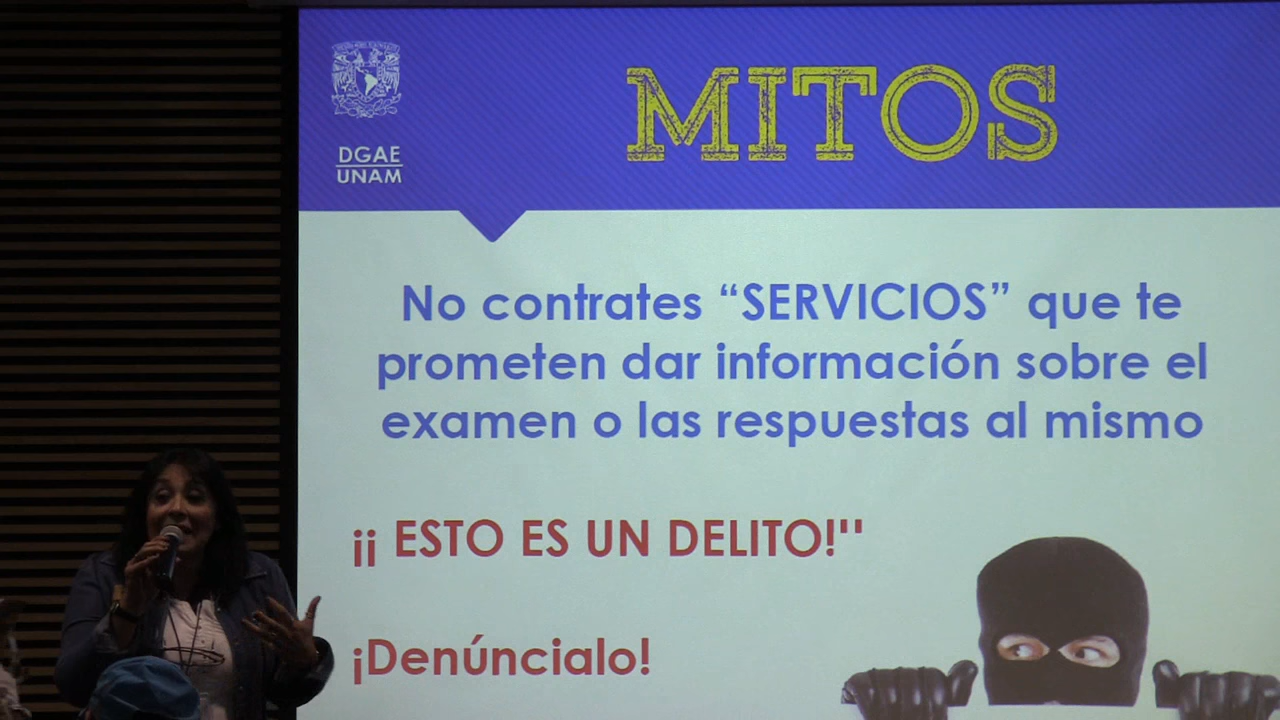 MITOS
DGAE
UNAM
No contrates “SERVICIOS” que te
prometen dar información sobre el
examen o las respuestas al mismo
¡¡ ESTO ES UN DELITO!''
¡Denúncialo!